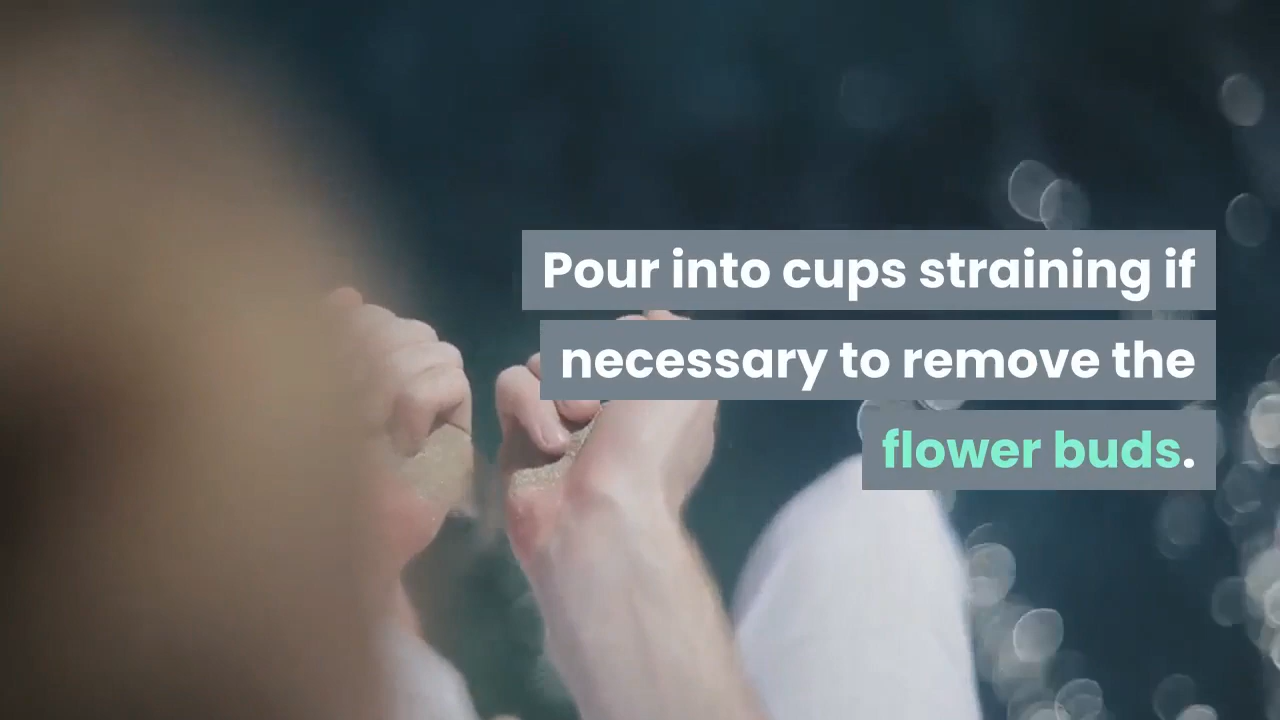 Pour into cups straining if
necessary to remove the
flower buds.